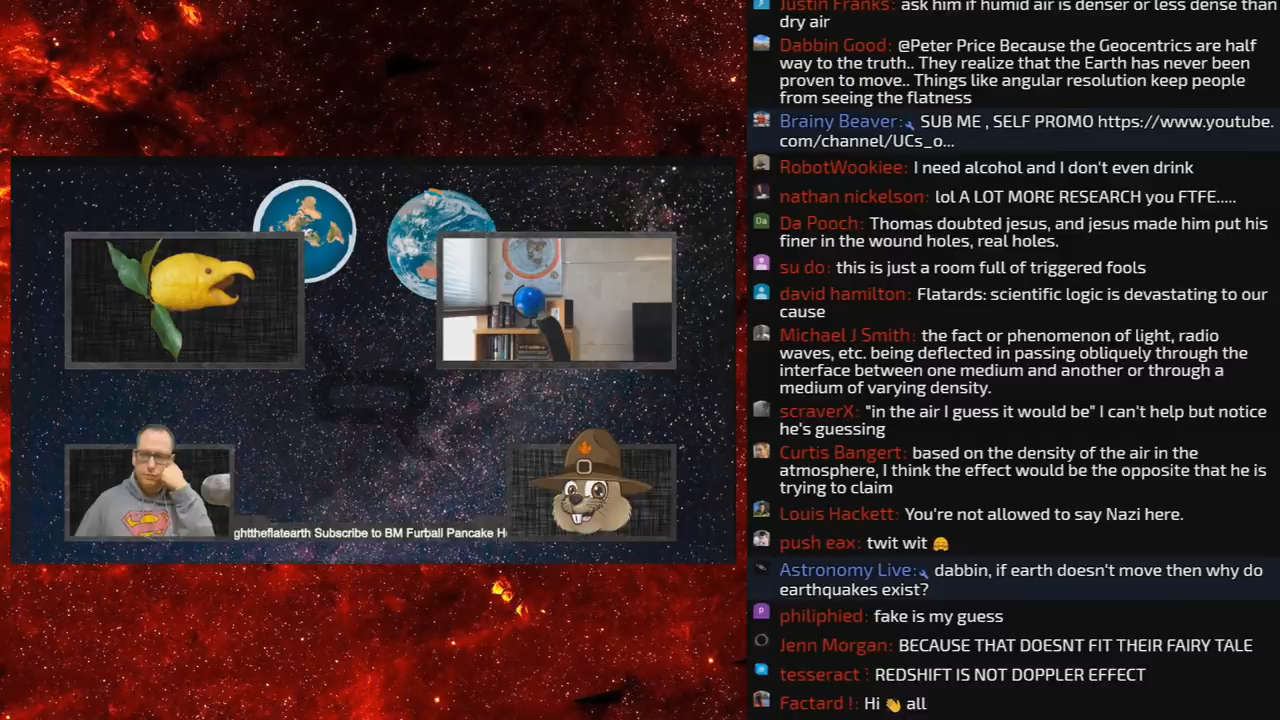 Justin Franks: ask him if humid air is denser or less dense than
dry air
Dabbin Good: @Peter Price Because the Geocentrics are half
way to the truth.. They realize that the Earth has never been
proven to move.. Things like angular resolution keep people
from seeing the flatness
Brainy Beaver: SUB ME , SELF PROMO https://www.youtube.
com/channel/UCs_o...
RobotWookiee: I need alcohol and I don't even drink
nathan nickelson: lol A LOT MORE RESEARCH you FTFE.....
Da Da Pooch: Thomas doubted jesus, and jesus made him put his
finer in the wound holes, real holes.
su do: this is just a room full of triggered fools
david hamilton: Flatards: scientific logic is devastating to our
cause
Michael J Smith: the fact or phenomenon of light, radio
waves, etc. being deflected in passing obliquely through the
interface between one medium and another or through a
medium of varying density.
scraverX: "in the air I guess it would be" I can't help but notice
he's guessing
Curtis Bangert: based on the density of the air in the
atmosphere, I think the effect would be the opposite that he is
trying to claim
Louis Hackett: You're not allowed to say Nazi here.
push eax: twit wit 🤗
Astronomy Live: dabbin, if earth doesn't move then why do
earthquakes exist?
P philiphied: fake is my guess
Jenn Morgan: BECAUSE THAT DOESNT FIT THEIR FAIRY TALE
tesseract : REDSHIFT IS NOT DOPPLER EFFECT
Factard !: Hi 👋 all
ghttheflatearth Subscribe to BM Furball Pancake H